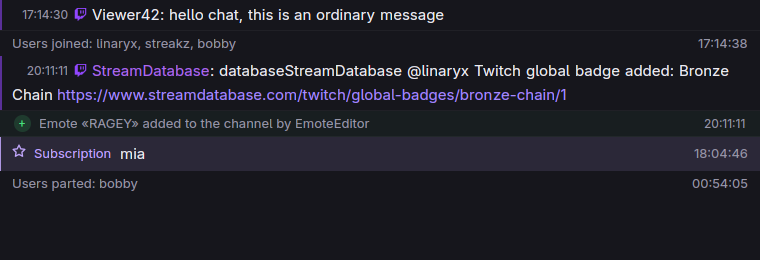 17:14:30 Viewer42: hello chat, this is an ordinary message
Users joined: linaryx, streakz, bobby 17:14:38
20:11:11 StreamDatabase: databaseStreamDatabase @linaryx Twitch global badge added: Bronze
Chain https://www.streamdatabase.com/twitch/global-badges/bronze-chain/1
+ Emote «RAGEY» added to the channel by EmoteEditor 20:11:11
Subscription mia 18:04:46
Users parted: bobby 00:54:05